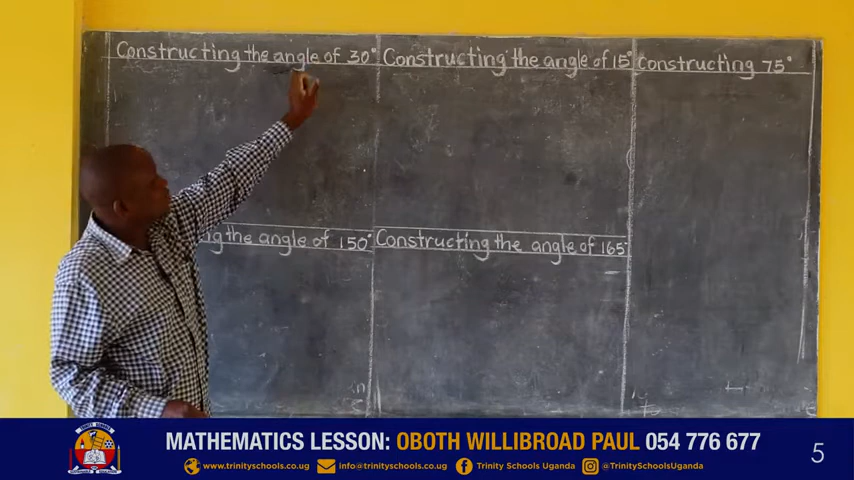 Constructing the angle of 30°
Constructing the angle of 15°
Constructing 75°
the angle of 150°
Constructing the angle of 165°
MATHEMATICS LESSON: OBOTH WILLIBROAD PAUL 054 776 677
www.trinityschools.co.ug info@trinityschools.co.ug Trinity Schools Uganda @TrinitySchoolsUganda
5